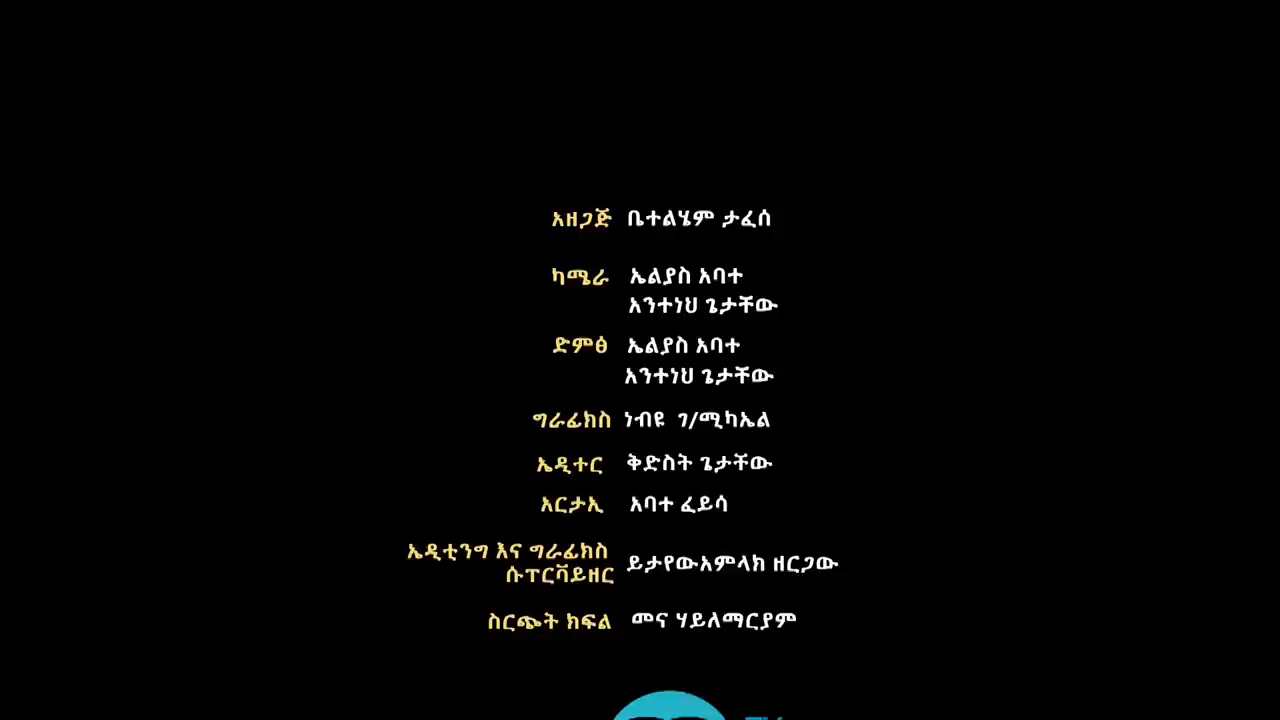 አዘጋጅ ቤተልሄም ታፈሰ
ካሜራ ኤልያስ አባተ
አንተነህ ጌታቸው
ድምፅ ኤልያስ አባተ
አንተነህ ጌታቸው
ግራፊክስ ነብዩ ገ/ሚካኤል
ኤዲተር ቅድስት ጌታቸው
አርታኢ አባተ ፈይሳ
ኤዲቲንግ እና ግራፊክስ
ሱፐርቫይዘር ይታየውአምላክ ዘርጋው
ስርጭት ክፍል መና ሃይለማርያም